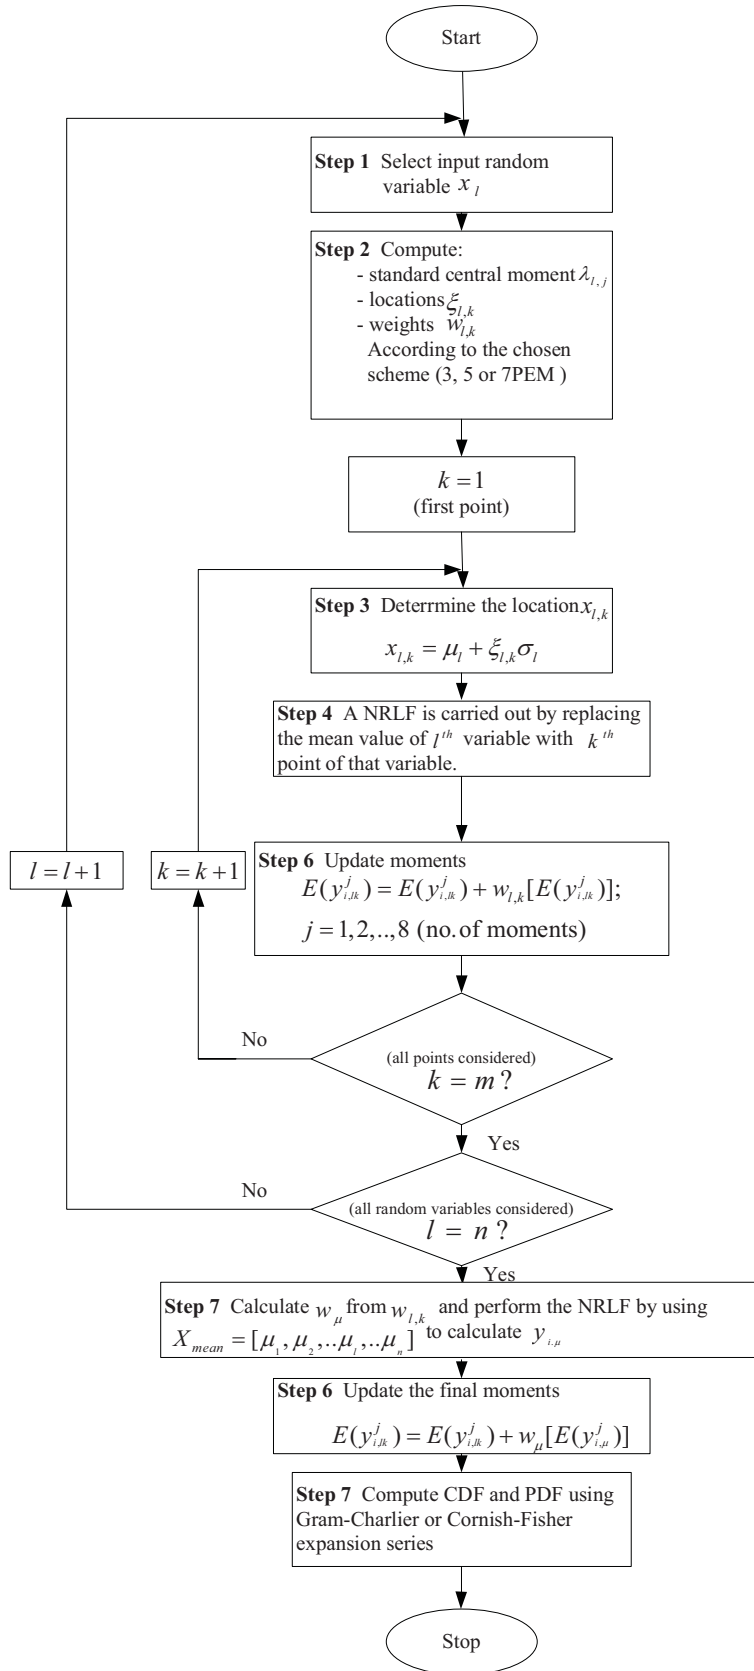 Start
Step 1 Select input random
variable x_l
Step 2 Compute:
- standard central moment λ_{l,j}
- locations ξ_{l,k}
- weights w_{l,k}
According to the chosen
scheme (3, 5 or 7PEM )
k = 1
(first point)
Step 3 Deterrmine the location x_{l,k}
x_{l,k} = μ_l + ξ_{l,k}σ_l
Step 4 A NRLF is carried out by replacing
the mean value of l^{th} variable with k^{th}
point of that variable.
l = l + 1
k = k + 1
Step 6 Update moments
E(y^j_{i,lk}) = E(y^j_{i,lk}) + w_{l,k}[E(y^j_{i,lk})];
j = 1, 2, .., 8 (no. of moments)
No
(all points considered)
k = m ?
Yes
No
(all random variables considered)
l = n ?
Yes
Step 7 Calculate w_μ from w_{l,k} and perform the NRLF by using
X_{mean} = [μ_1, μ_2, ..μ_l, ..μ_n] to calculate y_{i.μ}
Step 6 Update the final moments
E(y^j_{i,lk}) = E(y^j_{i,lk}) + w_μ[E(y^j_{i,μ})]
Step 7 Compute CDF and PDF using
Gram-Charlier or Cornish-Fisher
expansion series
Stop